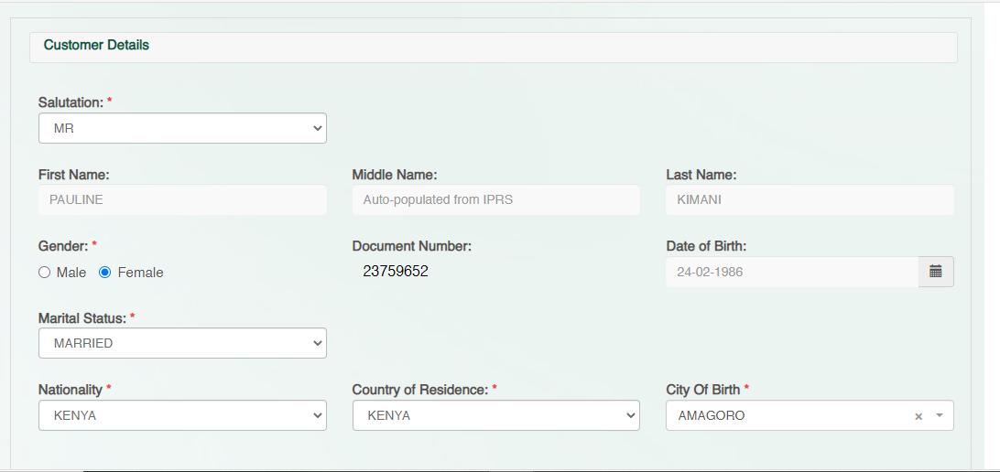 Customer Details
Salutation: *
MR
First Name: Middle Name: Last Name:
PAULINE Auto-populated from IPRS KIMANI
Gender: * Document Number: Date of Birth:
Male Female 23759652 24-02-1986
Marital Status: *
MARRIED
Nationality * Country of Residence: * City Of Birth *
KENYA KENYA AMAGORO ×